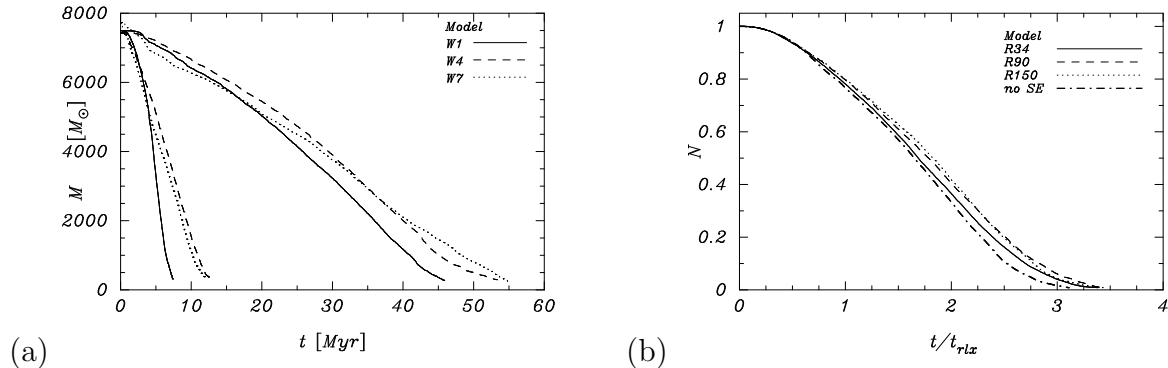 8000
6000
4000
2000
0
M [M⊙]
0 10 20 30 40 50 60
t [Myr]
Model
W1
W4
W7
(a)
1
0.8
0.6
0.4
0.2
0
N
0 1 2 3 4
t/t_rlx
Model
R34
R90
R150
no SE
(b)